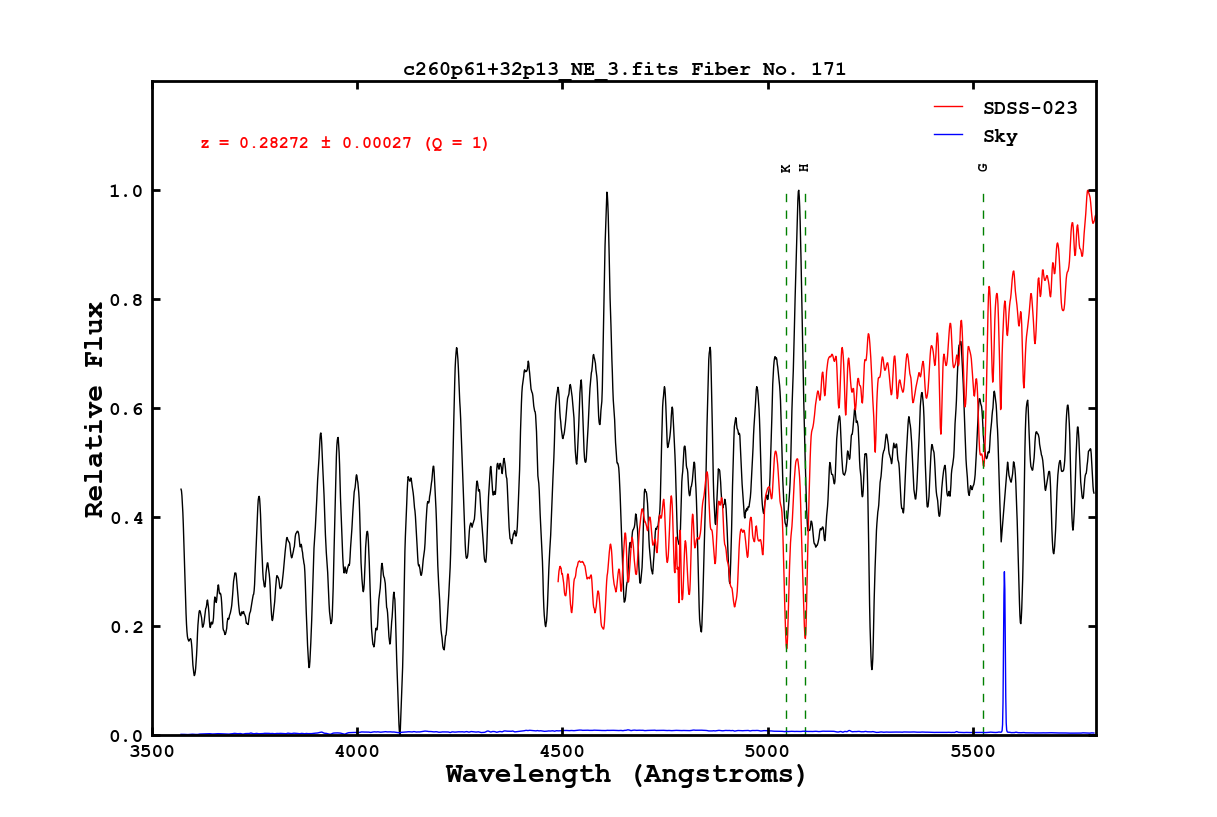 c260p61+32p13_NE_3.fits Fiber No. 171
SDSS-023
Sky
z = 0.28272 ± 0.00027 (Q = 1)
K H G
1.0
0.8
0.6
0.4
0.2
0.0
Relative Flux
3500 4000 4500 5000 5500
Wavelength (Angstroms)